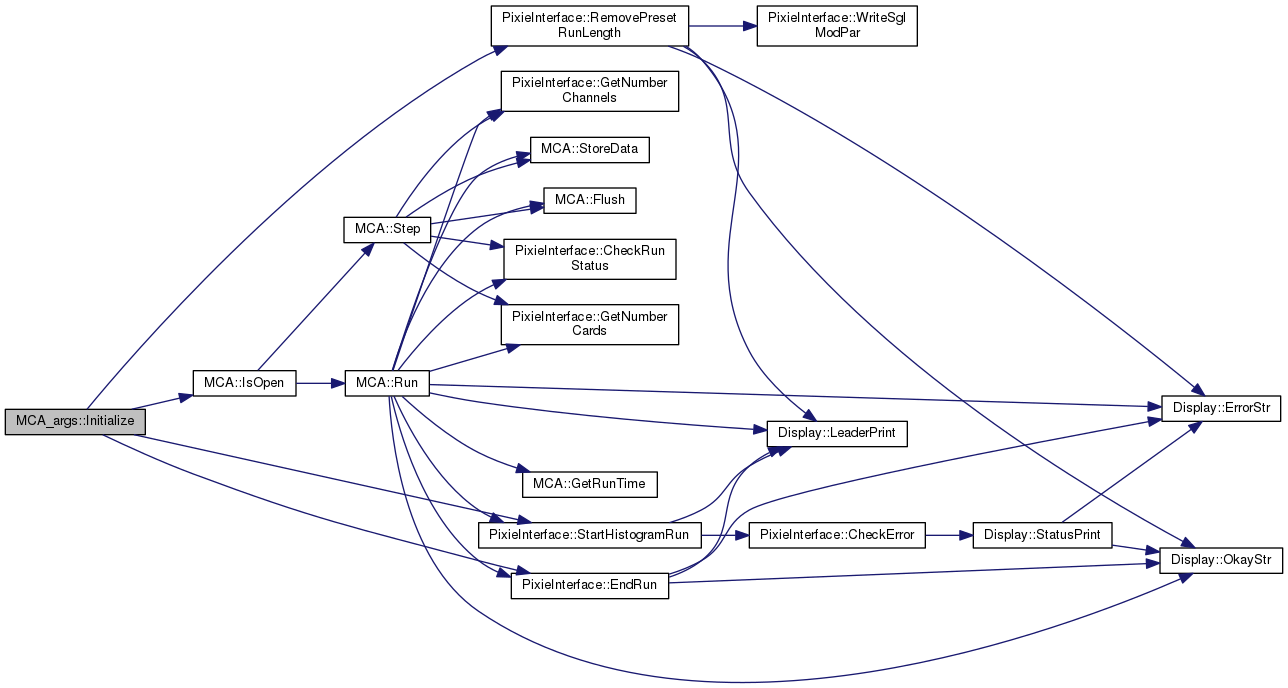 PixieInterface::RemovePreset
RunLength
PixieInterface::WriteSgl
ModPar
PixieInterface::GetNumber
Channels
MCA::StoreData
MCA::Flush
MCA::Step
PixieInterface::CheckRun
Status
PixieInterface::GetNumber
Cards
MCA::IsOpen
MCA::Run
MCA_args::Initialize
Display::ErrorStr
Display::LeaderPrint
MCA::GetRunTime
PixieInterface::StartHistogramRun
PixieInterface::CheckError
Display::StatusPrint
Display::OkayStr
PixieInterface::EndRun